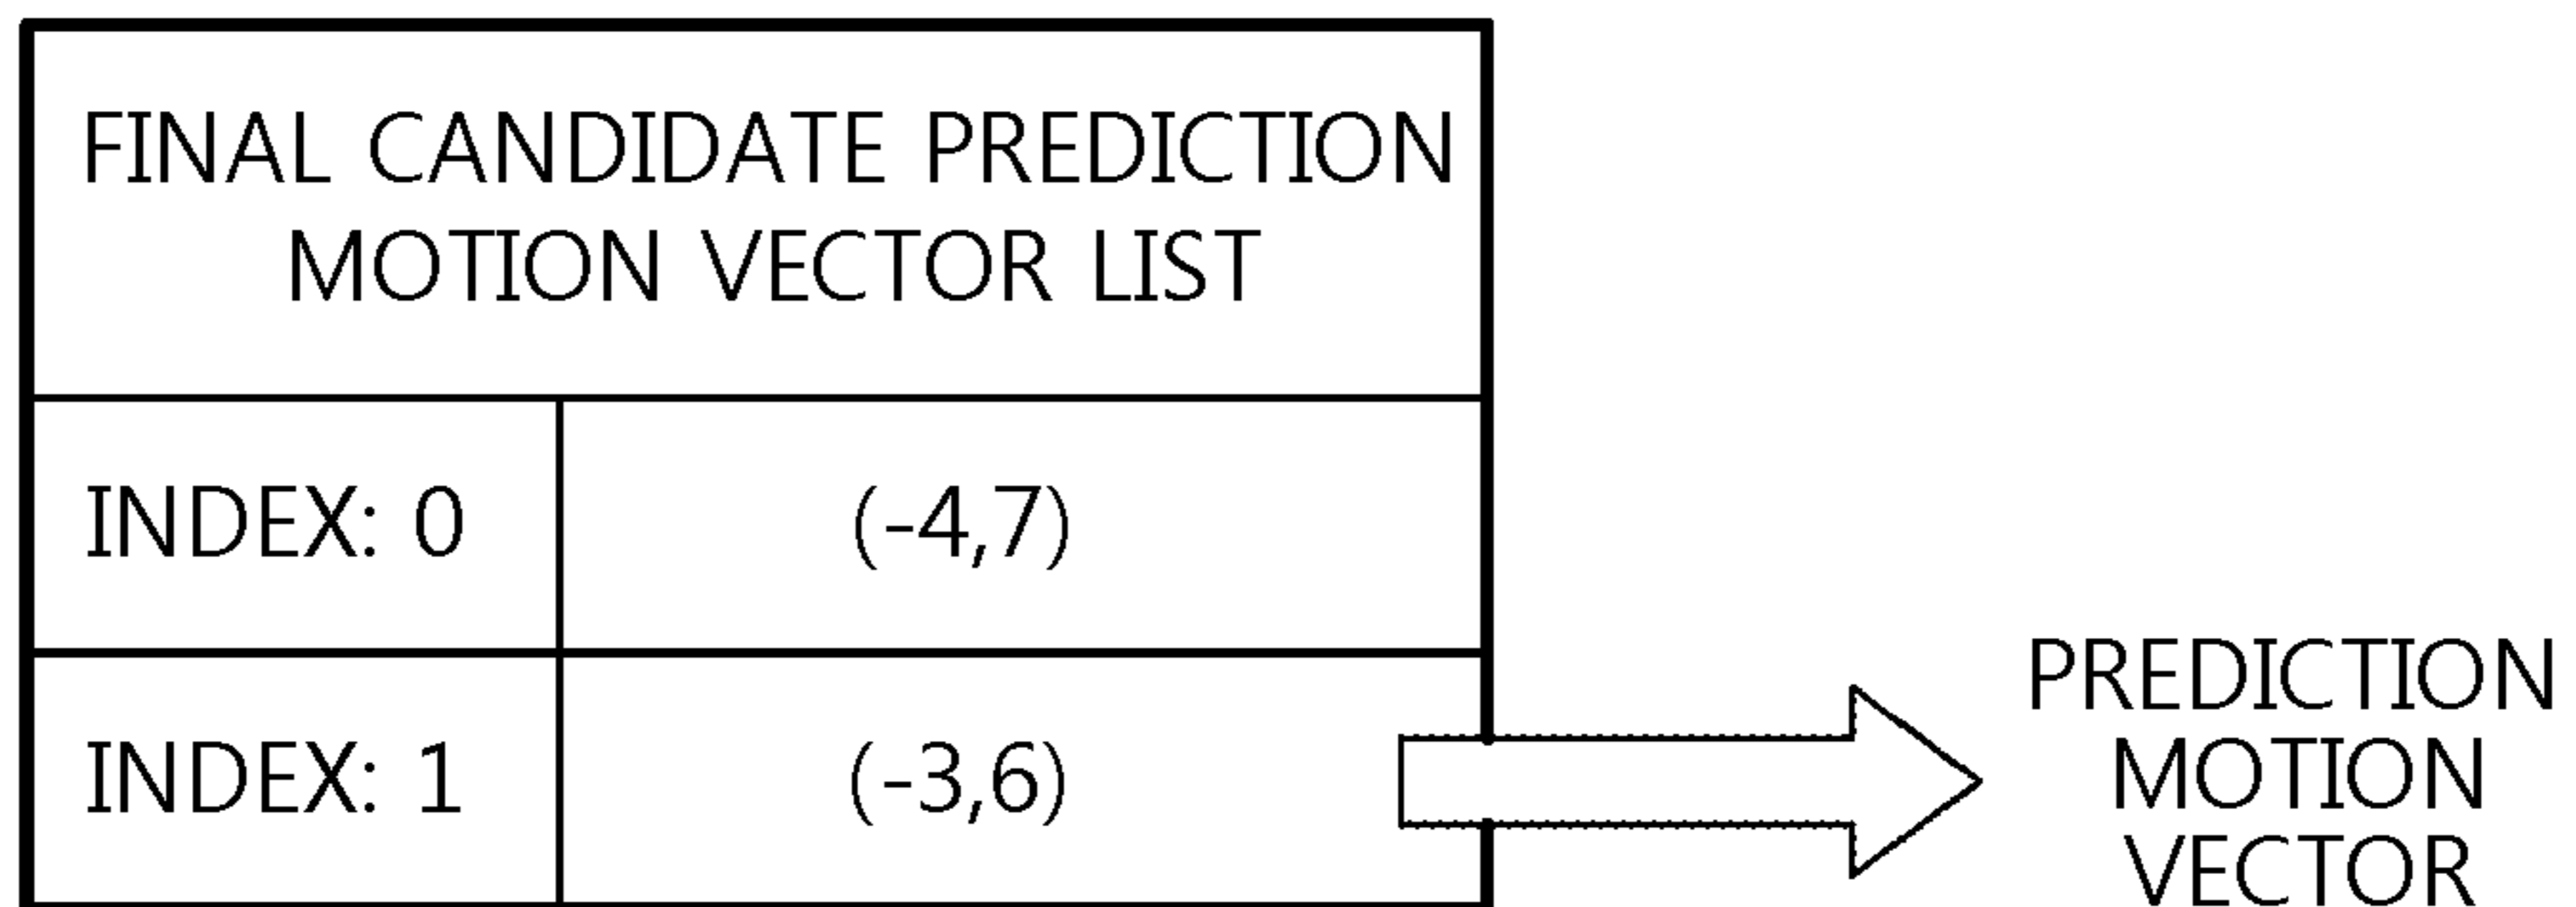 FINAL CANDIDATE PREDICTION
MOTION VECTOR LIST
INDEX: 0 (-4,7)
INDEX: 1 (-3,6)
PREDICTION
MOTION
VECTOR